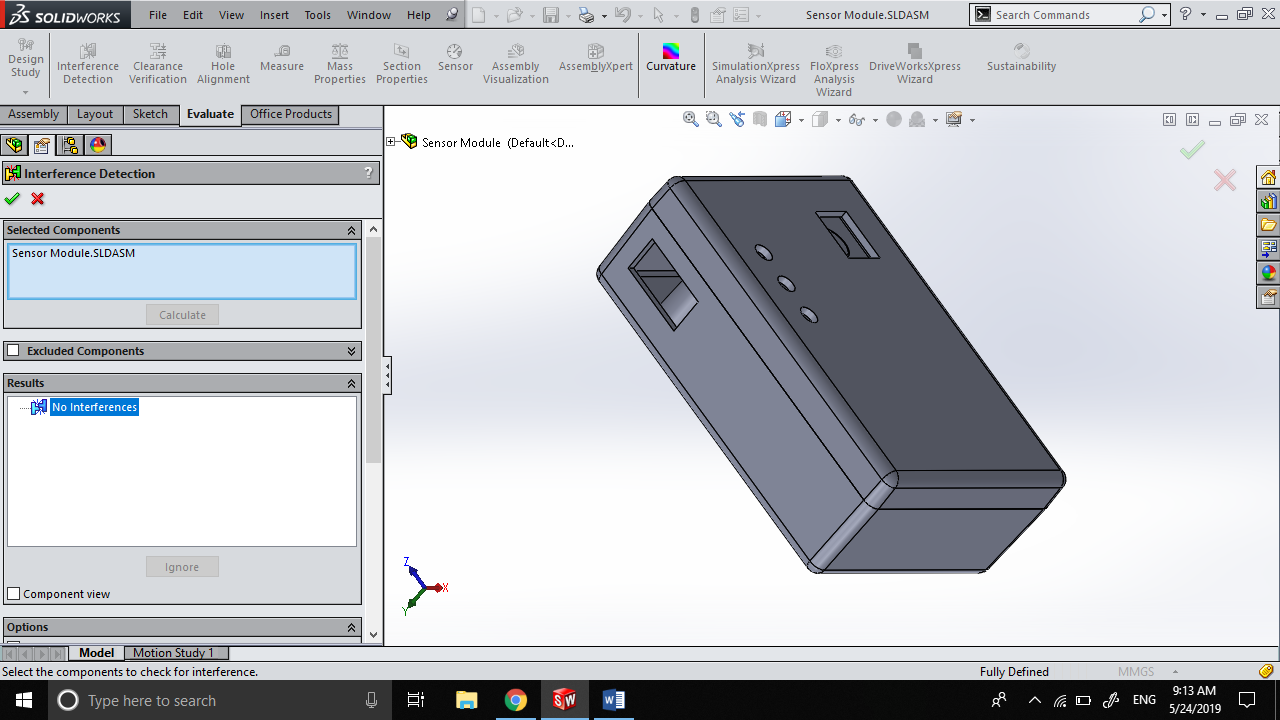 SOLIDWORKS File Edit View Insert Tools Window Help Sensor Module.SLDASM Search Commands ?
Design Study
Interference Detection
Clearance Verification
Hole Alignment
Measure
Mass Properties
Section Properties
Sensor
Assembly Visualization
AssemblyXpert
Curvature
SimulationXpress Analysis Wizard
FloXpress Analysis Wizard
DriveWorksXpress Wizard
Sustainability
Assembly Layout Sketch Evaluate Office Products
Sensor Module (Default<D...
Interference Detection ?
Selected Components
Sensor Module.SLDASM
Calculate
Excluded Components
Results
No Interferences
Ignore
Component view
Options
Z
X
Y
Model Motion Study 1
Select the components to check for interference. Fully Defined MMGS
Type here to search
ENG
9:13 AM
5/24/2019